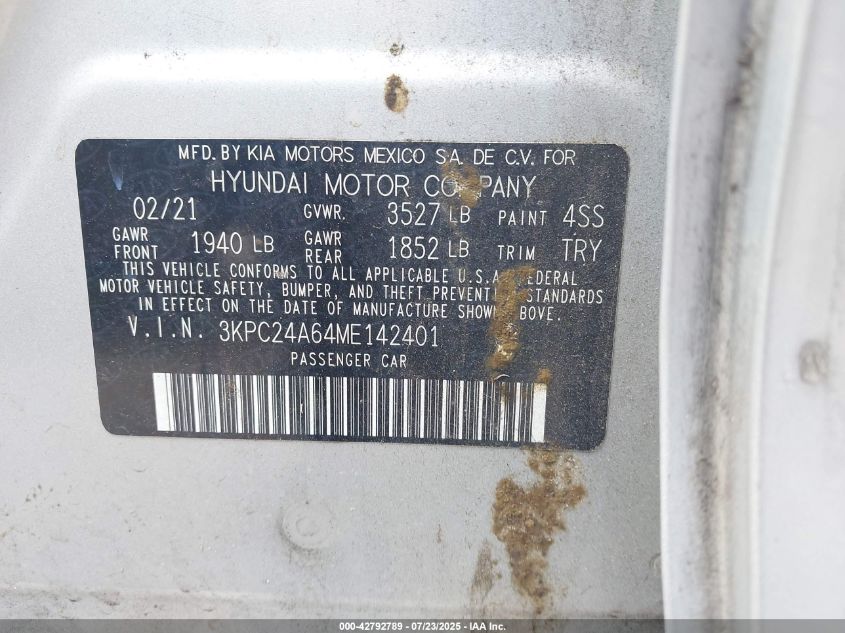 MFD. BY KIA MOTORS MEXICO S.A. DE C.V. FOR
HYUNDAI MOTOR COMPANY
02/21 GVWR. 3527 LB PAINT 4SS
GAWR FRONT 1940 LB GAWR REAR 1852 LB TRIM TRY
THIS VEHICLE CONFORMS TO ALL APPLICABLE U.S.A. FEDERAL
MOTOR VEHICLE SAFETY, BUMPER, AND THEFT PREVENTION STANDARDS
IN EFFECT ON THE DATE OF MANUFACTURE SHOWN ABOVE.
V.I.N. 3KPC24A64ME142401
PASSENGER CAR
000-42792789 - 07/23/2025 - IAA Inc.